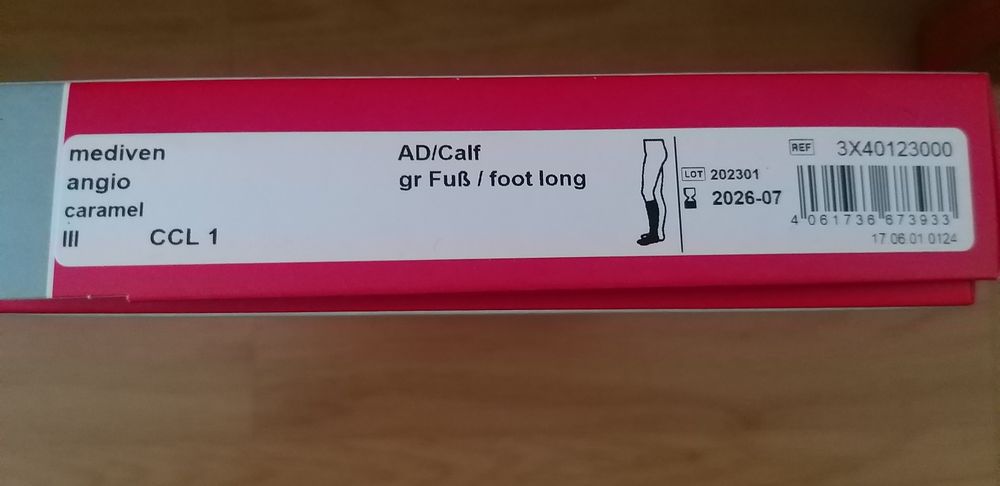 mediven
angio
caramel
III CCL 1
AD/Calf
gr Fuß / foot long
LOT 202301
2026-07
REF 3X40123000
4 061736 673933
17.06.01 0124